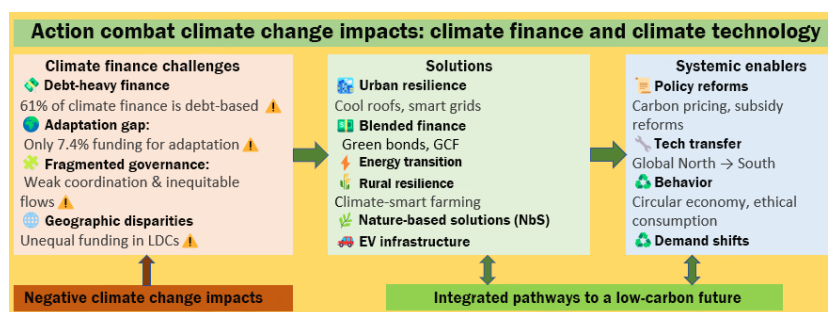 Action combat climate change impacts: climate finance and climate technology
Climate finance challenges
Debt-heavy finance
61% of climate finance is debt-based
Adaptation gap:
Only 7.4% funding for adaptation
Fragmented governance:
Weak coordination & inequitable
flows
Geographic disparities
Unequal funding in LDCs
Solutions
Urban resilience
Cool roofs, smart grids
Blended finance
Green bonds, GCF
Energy transition
Rural resilience
Climate-smart farming
Nature-based solutions (NbS)
EV infrastructure
Systemic enablers
Policy reforms
Carbon pricing, subsidy
reforms
Tech transfer
Global North → South
Behavior
Circular economy, ethical
consumption
Demand shifts
Negative climate change impacts
Integrated pathways to a low-carbon future